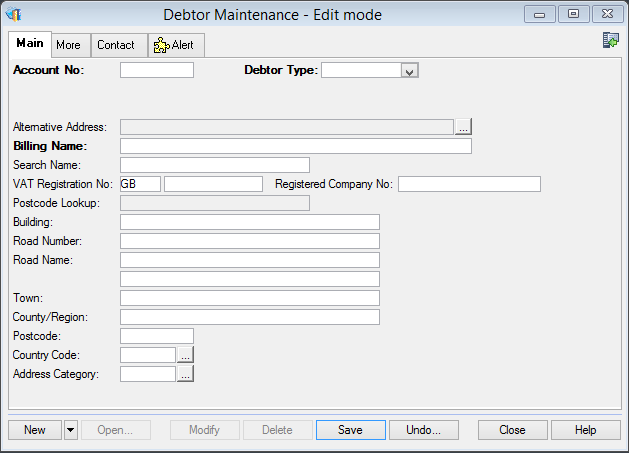 Debtor Maintenance - Edit mode
Main More Contact Alert
Account No: Debtor Type:
Alternative Address: ...
Billing Name:
Search Name:
VAT Registration No: GB Registered Company No:
Postcode Lookup:
Building:
Road Number:
Road Name:
Town:
County/Region:
Postcode:
Country Code: ...
Address Category: ...
New Open... Modify Delete Save Undo... Close Help